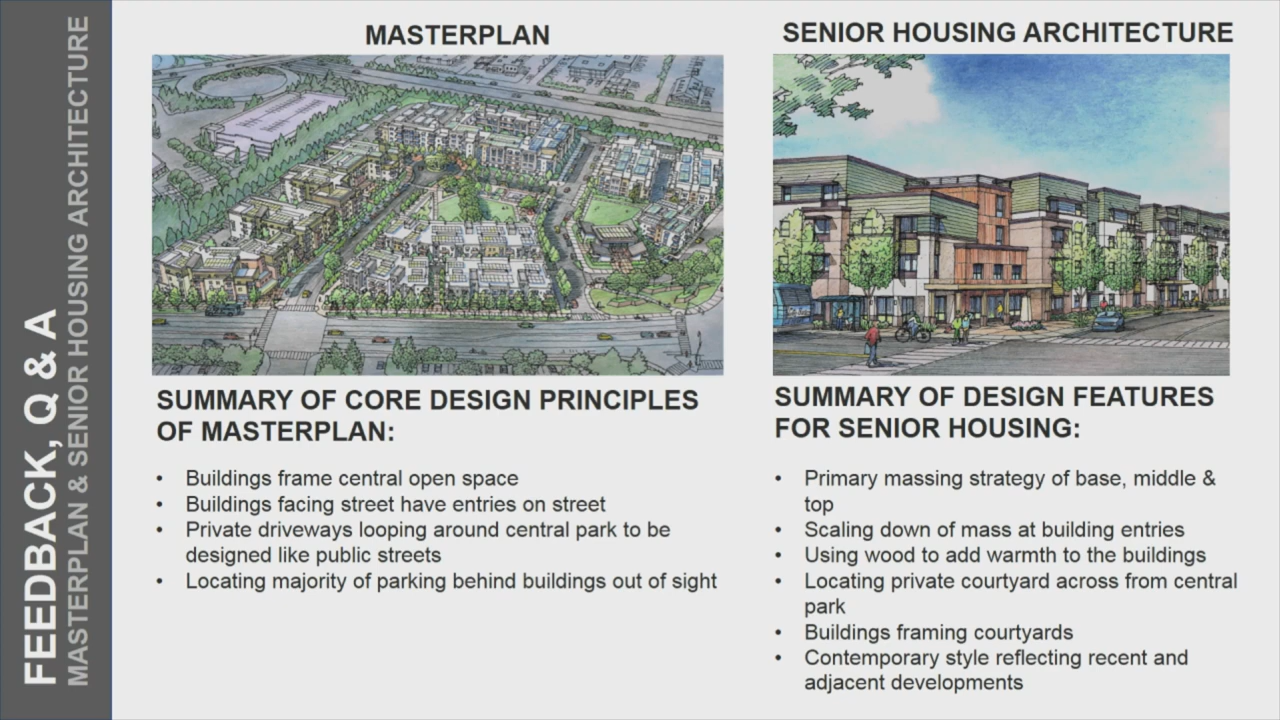 FEEDBACK, Q & A
MASTERPLAN & SENIOR HOUSING ARCHITECTURE
MASTERPLAN
SUMMARY OF CORE DESIGN PRINCIPLES
OF MASTERPLAN:
• Buildings frame central open space
• Buildings facing street have entries on street
• Private driveways looping around central park to be
designed like public streets
• Locating majority of parking behind buildings out of sight
SENIOR HOUSING ARCHITECTURE
SUMMARY OF DESIGN FEATURES
FOR SENIOR HOUSING:
• Primary massing strategy of base, middle &
top
• Scaling down of mass at building entries
• Using wood to add warmth to the buildings
• Locating private courtyard across from central
park
• Buildings framing courtyards
• Contemporary style reflecting recent and
adjacent developments